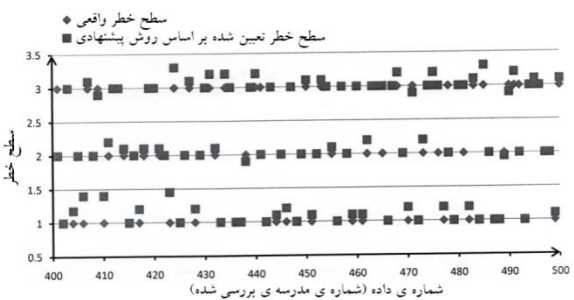 سطح خطر واقعی
سطح خطر تعیین شده بر اساس روش پیشنهادی
3.5
3
2.5
2
1.5
1
0.5
سطح خطر
400 410 420 430 440 450 460 470 480 490 500
شماره ی داده (شماره ی مدرسه ی بررسی شده)